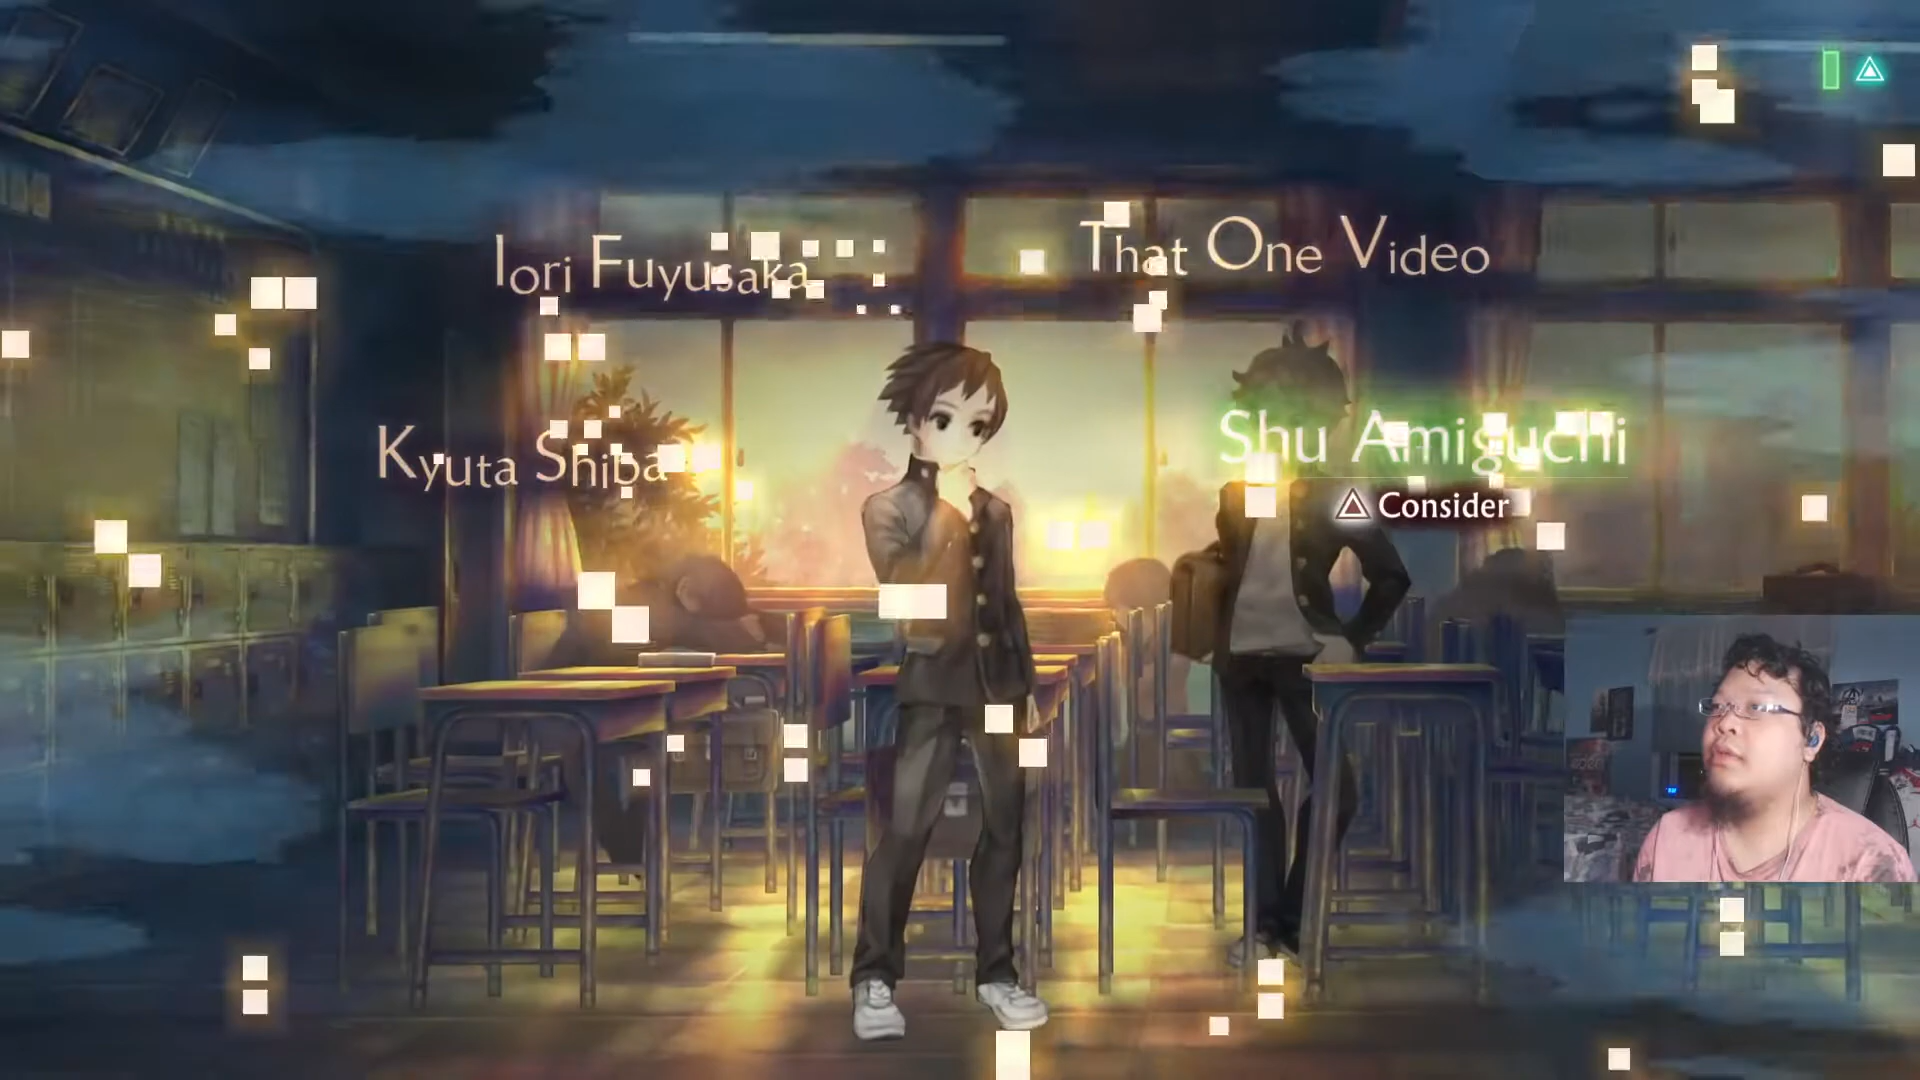 Iori Fuyusaka
That One Video
Kyuta Shiba
Shu Amiguchi
Consider